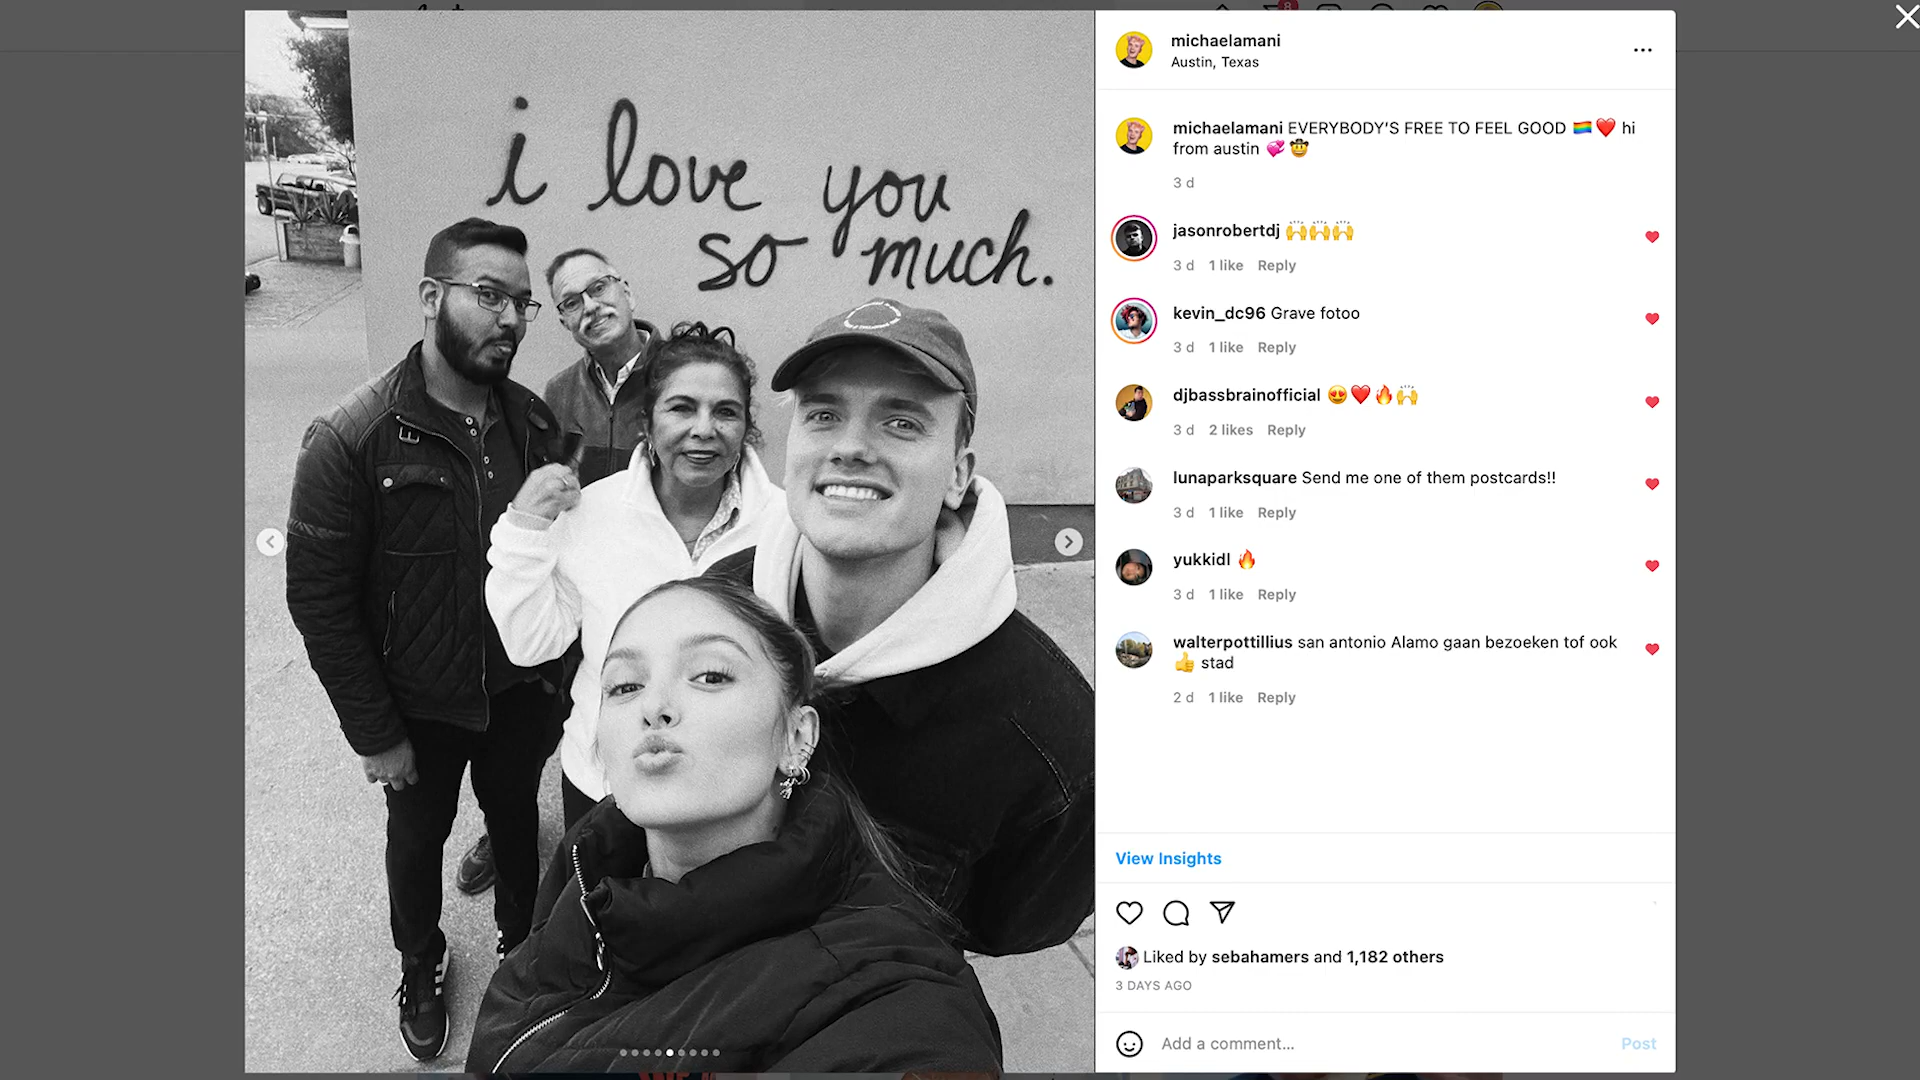 i love you
so much.
michaelamani
Austin, Texas
michaelamani EVERYBODY'S FREE TO FEEL GOOD 🏳️‍🌈❤️ hi
from austin 💞🤠
3 d
jasonrobertdj 🙌🙌🙌
3 d 1 like Reply
kevin_dc96 Grave fotoo
3 d 1 like Reply
djbassbrainofficial 😍❤️🔥🙌
3 d 2 likes Reply
lunaparksquare Send me one of them postcards!!
3 d 1 like Reply
yukkidl 🔥
3 d 1 like Reply
walterpottillius san antonio Alamo gaan bezoeken tof ook
👍 stad
2 d 1 like Reply
View Insights
Liked by sebahamers and 1,182 others
3 DAYS AGO
Add a comment...
Post